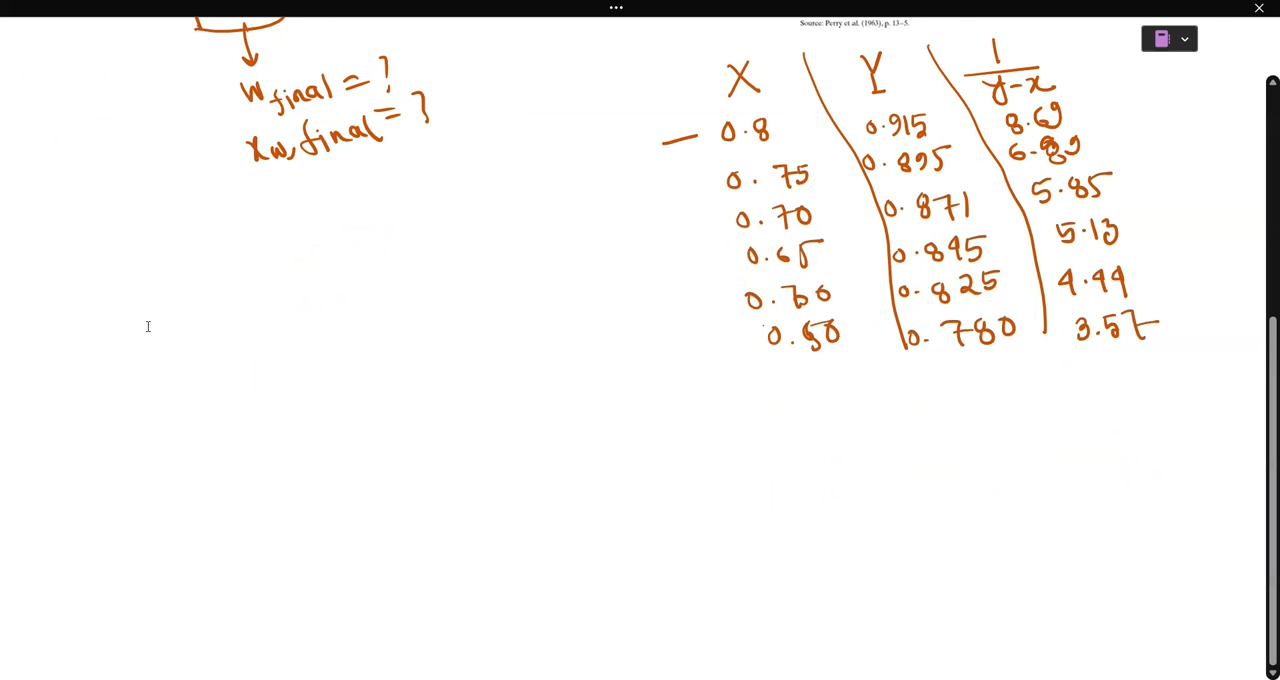 Source: Perry et al. (1963), p. 13–5.
W final = ?
xw, final = ?
X Y 1/(y-x)
— 0.8 0.915 8.69
0.75 0.895 6.89
0.70 0.871 5.85
0.65 0.845 5.13
0.60 0.825 4.44
0.50 0.780 3.57